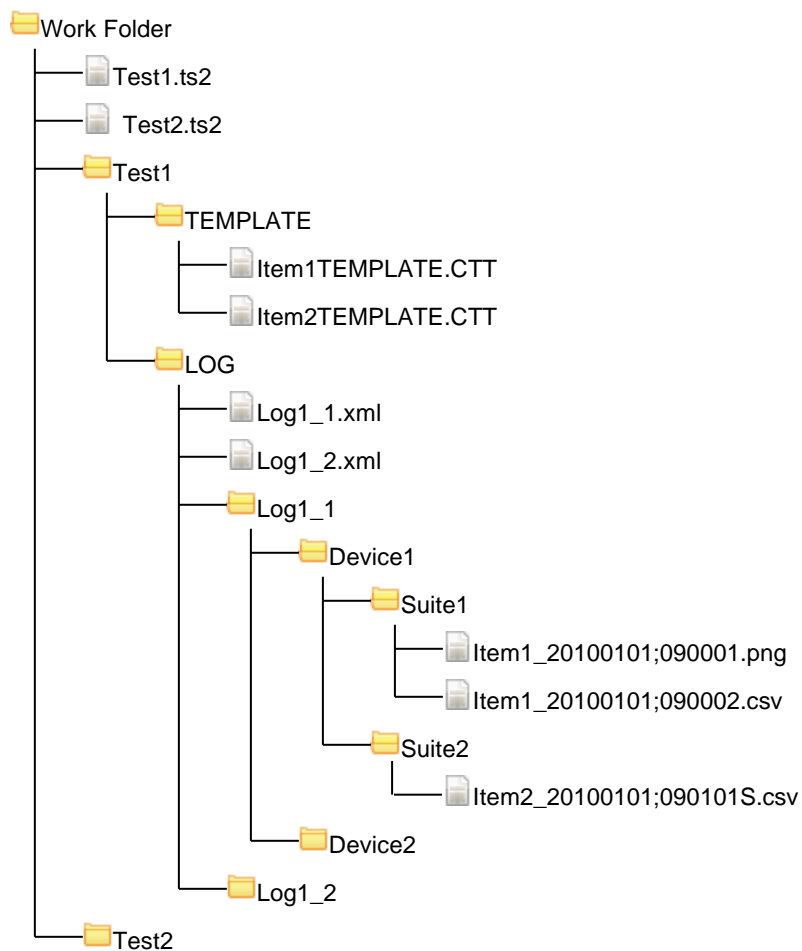 Work Folder
Test1.ts2
Test2.ts2
Test1
TEMPLATE
Item1TEMPLATE.CTT
Item2TEMPLATE.CTT
LOG
Log1_1.xml
Log1_2.xml
Log1_1
Device1
Suite1
Item1_20100101;090001.png
Item1_20100101;090002.csv
Suite2
Item2_20100101;090101S.csv
Device2
Log1_2
Test2